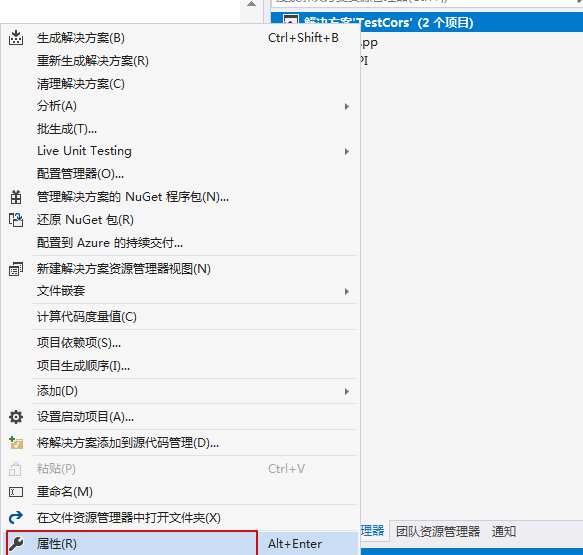 解决方案'TestCors' (2 个项目)
pp
PI
生成解决方案(B) Ctrl+Shift+B
重新生成解决方案(R)
清理解决方案(C)
分析(A)
批生成(T)...
Live Unit Testing
配置管理器(O)...
管理解决方案的 NuGet 程序包(N)...
还原 NuGet 包(R)
配置到 Azure 的持续交付...
新建解决方案资源管理器视图(N)
文件嵌套
计算代码度量值(C)
项目依赖项(S)...
项目生成顺序(I)...
添加(D)
设置启动项目(A)...
将解决方案添加到源代码管理(D)...
粘贴(P) Ctrl+V
重命名(M)
在文件资源管理器中打开文件夹(X)
理器 团队资源管理器 通知
属性(R) Alt+Enter